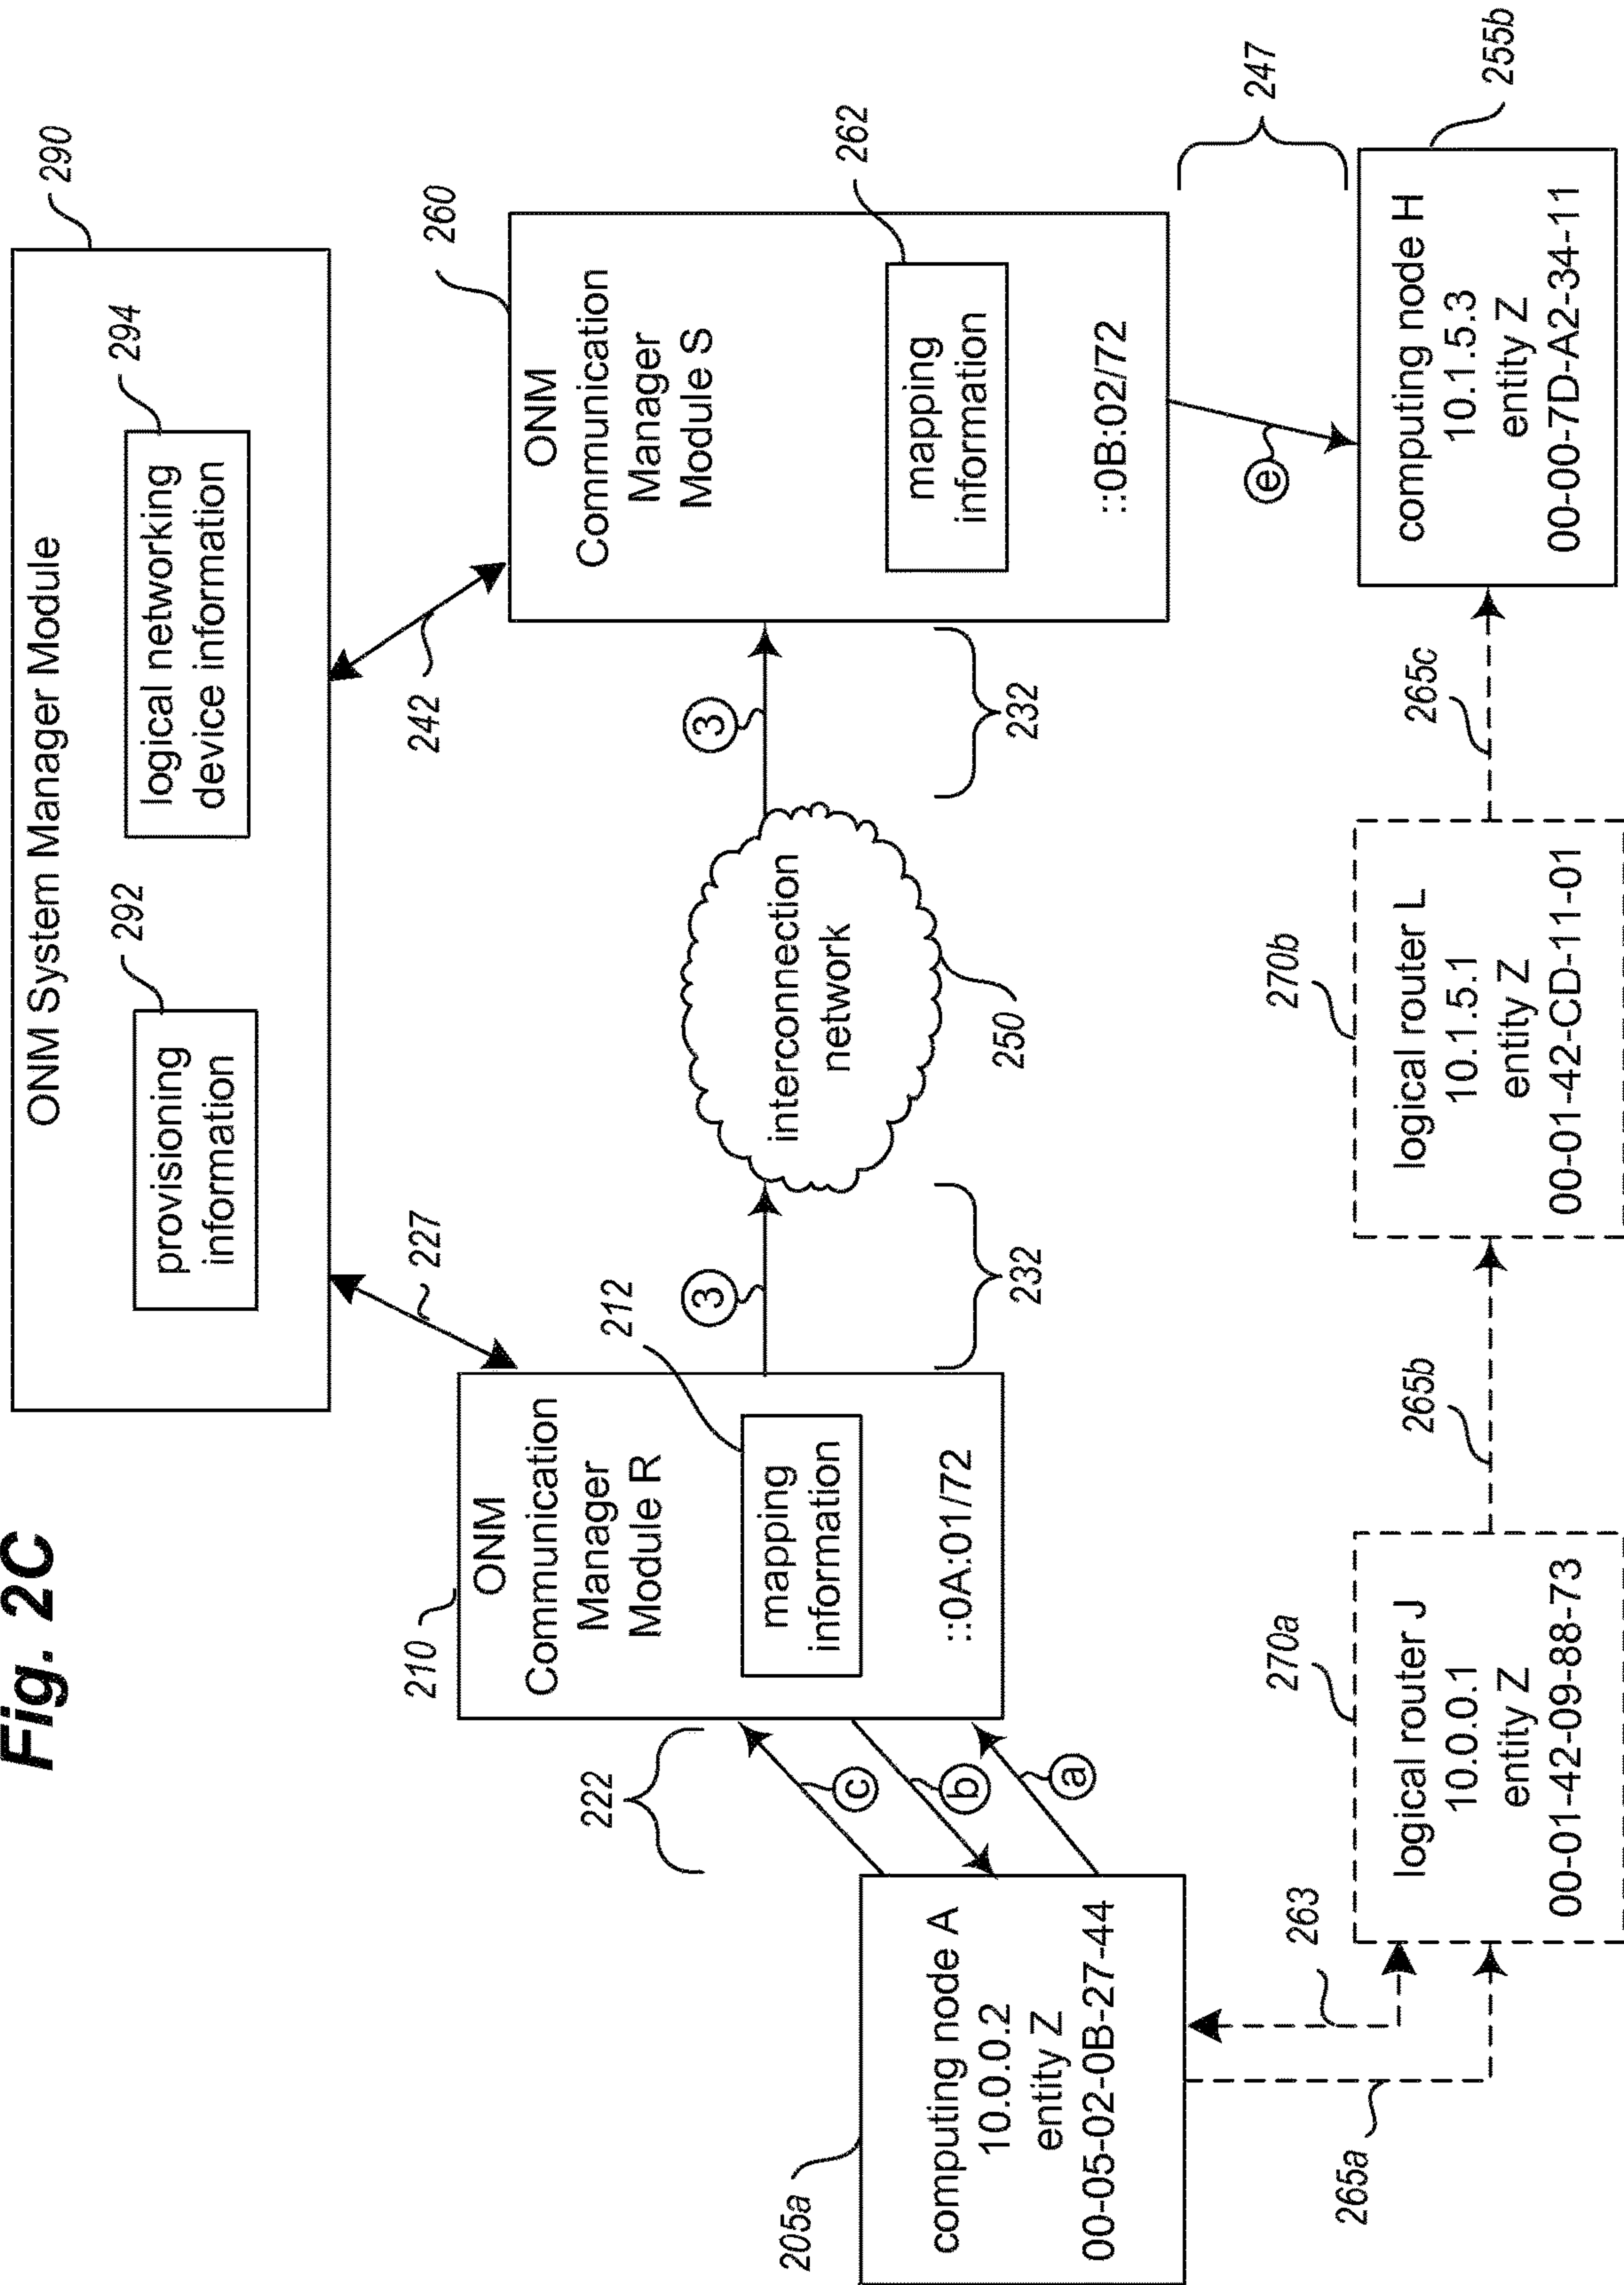 Fig. 2C
ONM System Manager Module
290
provisioning
information
292
logical networking
device information
294
227
242
210
ONM
Communication
Manager
Module R
mapping
information
212
::0A:01/72
260
ONM
Communication
Manager
Module S
mapping
information
262
::0B:02/72
222
c
b
a
3
232
interconnection
network
250
3
232
e
247
205a
computing node A
10.0.0.2
entity Z
00-05-02-0B-27-44
263
265a
270a
logical router J
10.0.0.1
entity Z
00-01-42-09-88-73
265b
270b
logical router L
10.1.5.1
entity Z
00-01-42-CD-11-01
265c
255b
computing node H
10.1.5.3
entity Z
00-00-7D-A2-34-11